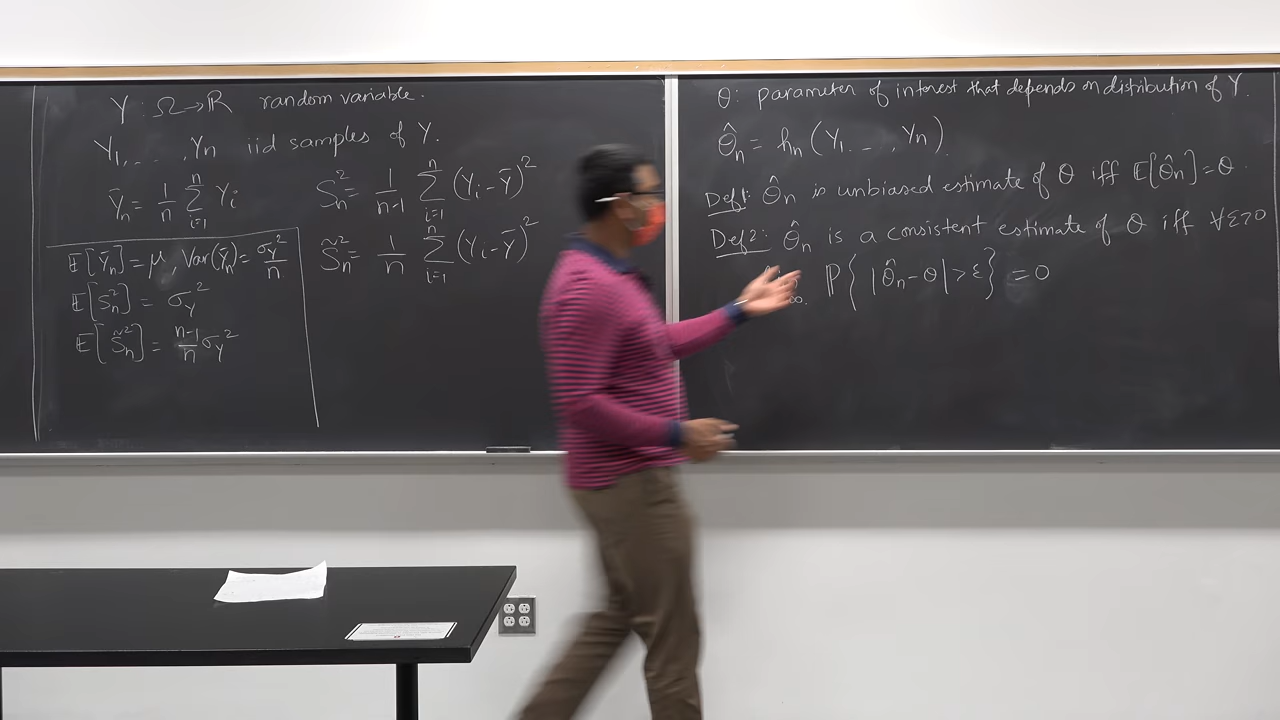 Y : Ω → ℝ random variable.
Y₁, ..., Yn iid samples of Y.
Ȳn = 1/n Σ_{i=1}^{n} Yi
Sn² = 1/(n-1) Σ_{i=1}^{n} (Yi - Ȳ)²
S̃n² = 1/n Σ_{i=1}^{n} (Yi - Ȳ)²
E[Ȳn] = μ, Var(Ȳn) = σY²/n
E[Sn²] = σY²
E[S̃n²] = (n-1)/n σY²
θ: parameter of interest that depends on distribution of Y.
θ̂n = hn (Y₁ ... , Yn)
Def 1: θ̂n is unbiased estimate of θ iff E[θ̂n] = θ.
Def 2: θ̂n is a consistent estimate of θ iff ∀ε>0
∞. P{ |θ̂n - θ| > ε } = 0